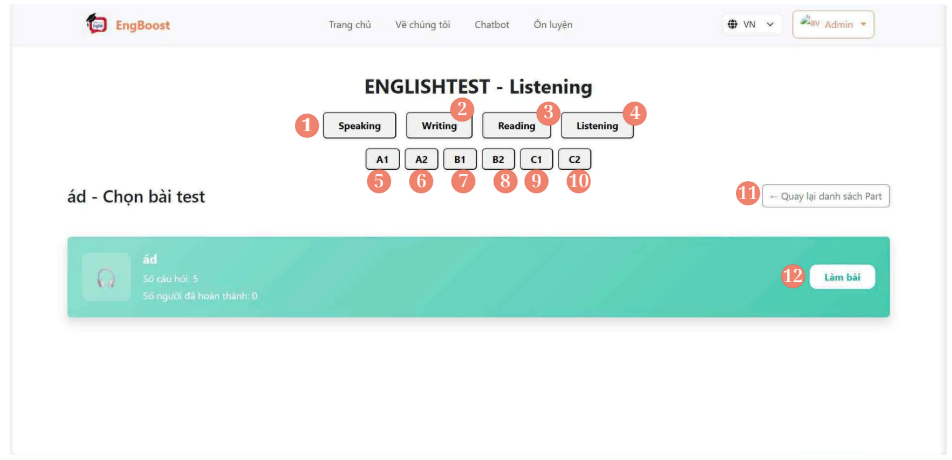 EngBoost Trang chủ Về chúng tôi Chatbot Ôn luyện VN av Admin
ENGLISHTEST - Listening
1 Speaking 2 Writing 3 Reading 4 Listening
A1 A2 B1 B2 C1 C2
5 6 7 8 9 10
ád - Chọn bài test 11 ← Quay lại danh sách Part
ád
Số câu hỏi: 5
Số người đã hoàn thành: 0
12 Làm bài